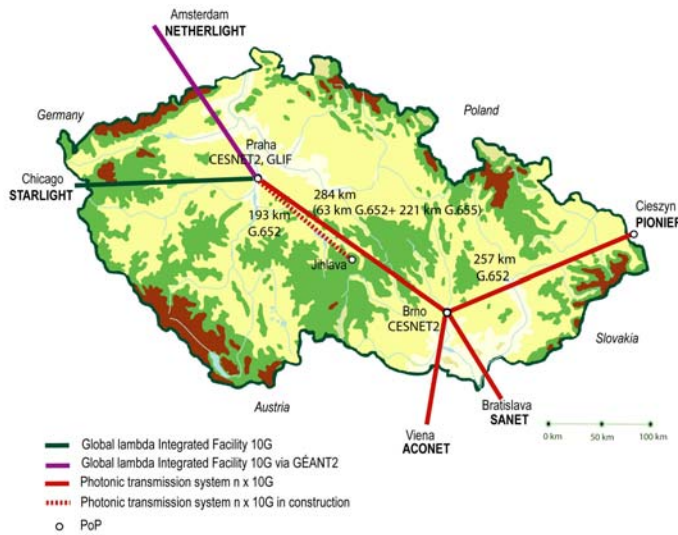 Amsterdam
NETHERLIGHT
Germany
Poland
Praha
CESNET2, GLIF
Chicago
STARLIGHT
284 km
(63 km G.652+ 221 km G.655)
193 km
G.652
Cieszyn
PIONIER
Jihlava
257 km
G.652
Brno
CESNET2
Slovakia
Austria
Bratislava
SANET
Viena
ACONET
0 km 50 km 100 km
Global lambda Integrated Facility 10G
Global lambda Integrated Facility 10G via GÉANT2
Photonic transmission system n x 10G
Photonic transmission system n x 10G in construction
PoP